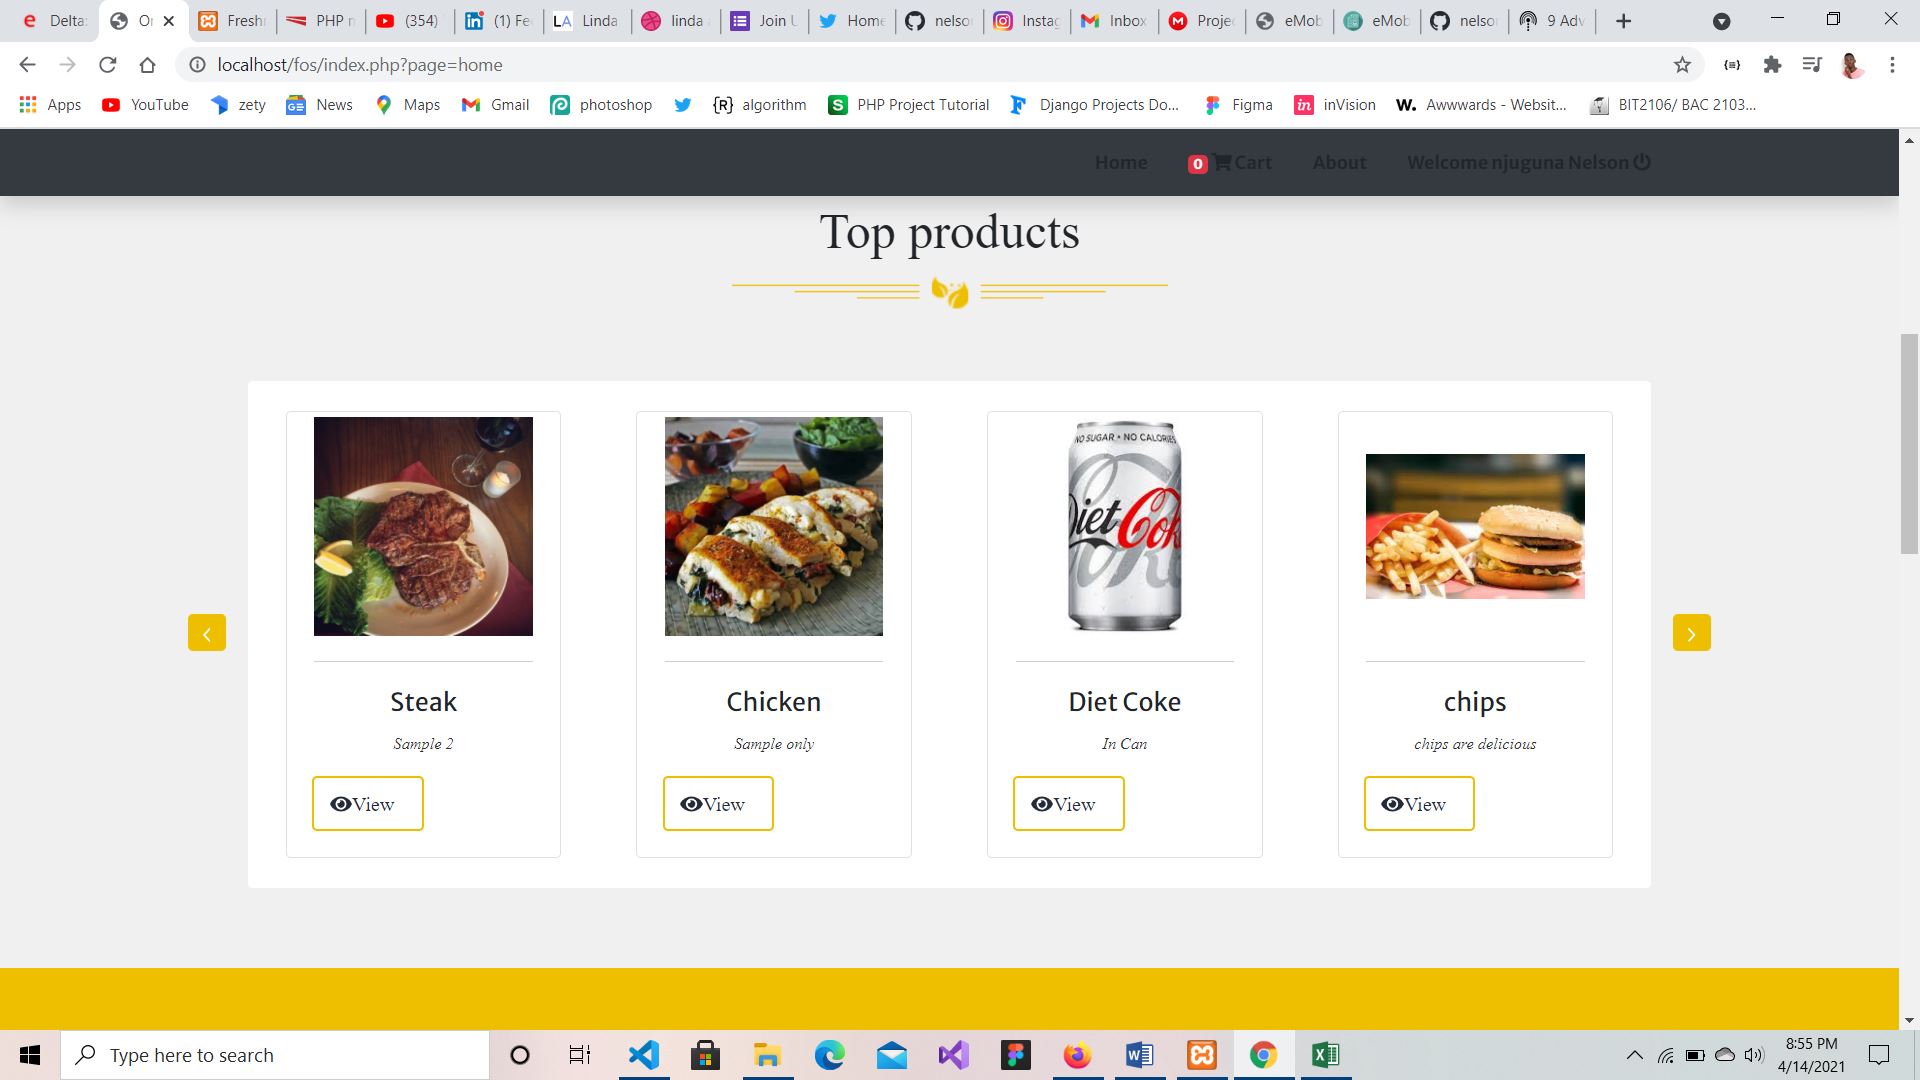 Delta: Or Freshr PHP n (354) (1) Fe Linda linda Join U Home nelso Instag Inbox Projec eMob eMob nelso 9 Adv
localhost/fos/index.php?page=home
Apps YouTube zety News Maps Gmail photoshop {R} algorithm S PHP Project Tutorial Django Projects Do... Figma in inVision W. Awwwards - Websit... BIT2106/ BAC 2103...
Home 0 Cart About Welcome njuguna Nelson
Top products
NO SUGAR • NO CALORIES
Diet Coke
Steak
Sample 2
View
Chicken
Sample only
View
Diet Coke
In Can
View
chips
chips are delicious
View
Type here to search
8:55 PM
4/14/2021